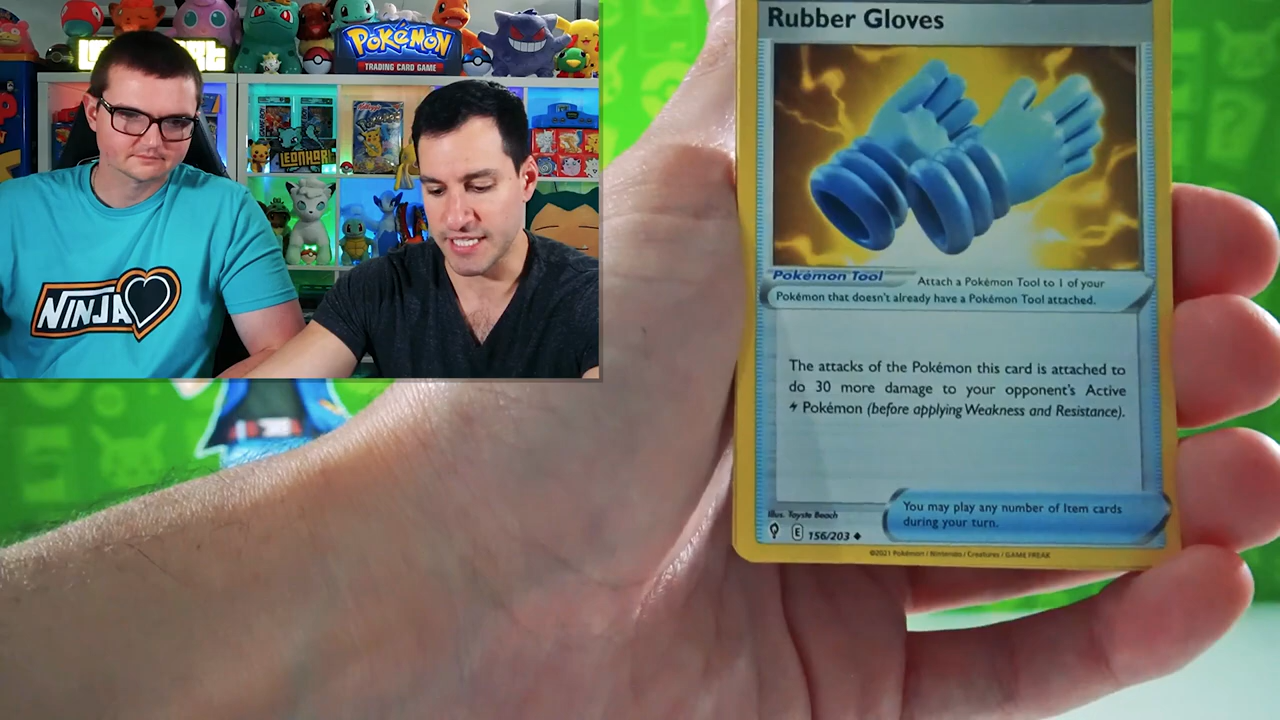 Pokémon
TRADING CARD GAME
LEONHART
NINJA
Rubber Gloves
Pokémon Tool
Attach a Pokémon Tool to 1 of your
Pokémon that doesn't already have a Pokémon Tool attached.
The attacks of the Pokémon this card is attached to
do 30 more damage to your opponent's Active
Pokémon (before applying Weakness and Resistance).
You may play any number of Item cards
during your turn.
Illus. Toyste Beach
E 156/203
©2021 Pokémon / Nintendo / Creatures / GAME FREAK